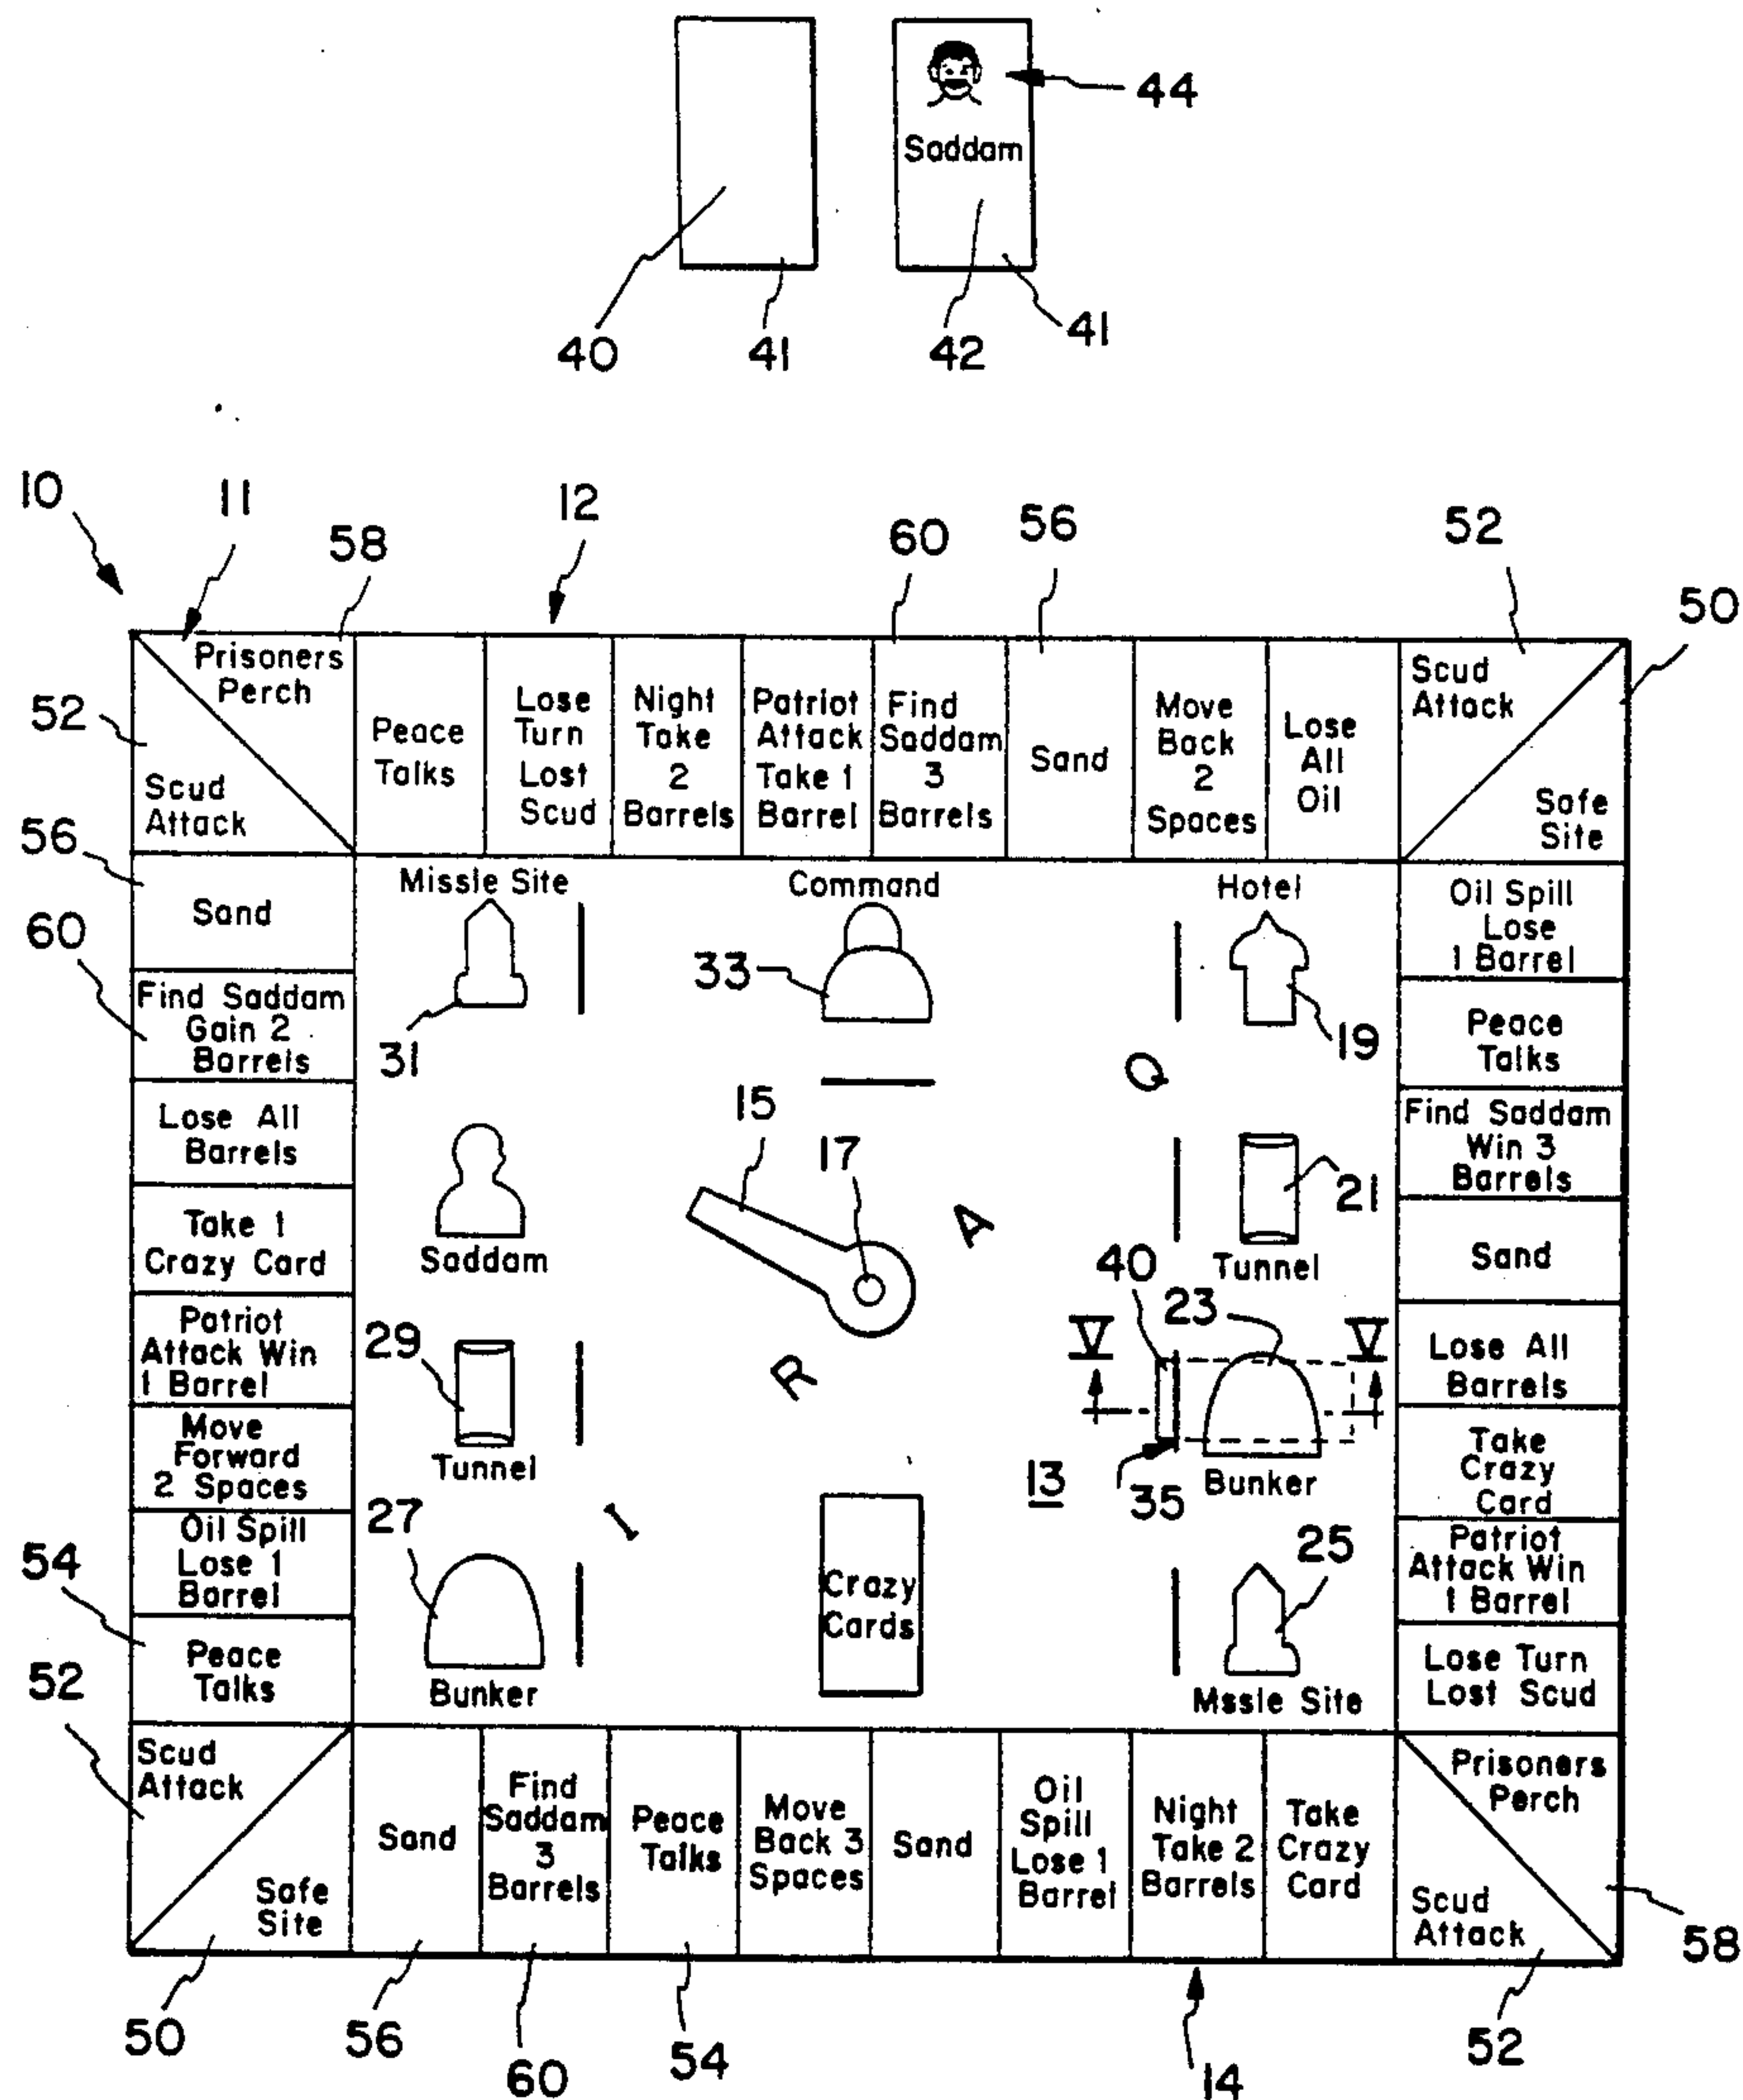 44
Saddam
40
41
42
41
10
11
58
12
60
56
52
50
Prisoners
Perch
52
Scud
Attack
Peace
Talks
Lose
Turn
Lost
Scud
Night
Take
2
Barrels
Patriot
Attack
Take 1
Barrel
Find
Saddam
3
Barrels
Sand
Move
Back
2
Spaces
Lose
All
Oil
Scud
Attack
Safe
Site
56
Sand
60
Find Saddam
Gain 2
Barrels
Lose All
Barrels
Take 1
Crazy Card
Patriot
Attack Win
1 Barrel
Move
Forward
2 Spaces
Oil Spill
Lose 1
Barrel
54
Peace
Talks
52
Missle Site
31
Command
33
Hotel
19
Q
15
17
A
21
Tunnel
Saddam
40
23
V
V
29
Tunnel
R
13
35
Bunker
27
I
Bunker
Crazy
Cards
25
Mssle Site
Oil Spill
Lose
1 Barrel
Peace
Talks
Find Saddam
Win 3
Barrels
Sand
Lose All
Barrels
Take
Crazy
Card
Patriot
Attack Win
1 Barrel
Lose Turn
Lost Scud
Scud
Attack
Safe
Site
Sand
Find
Saddam
3
Barrels
Peace
Talks
Move
Back 3
Spaces
Sand
Oil
Spill
Lose 1
Barrel
Night
Take 2
Barrels
Take
Crazy
Card
Prisoners
Perch
Scud
Attack
58
50
56
60
54
14
52